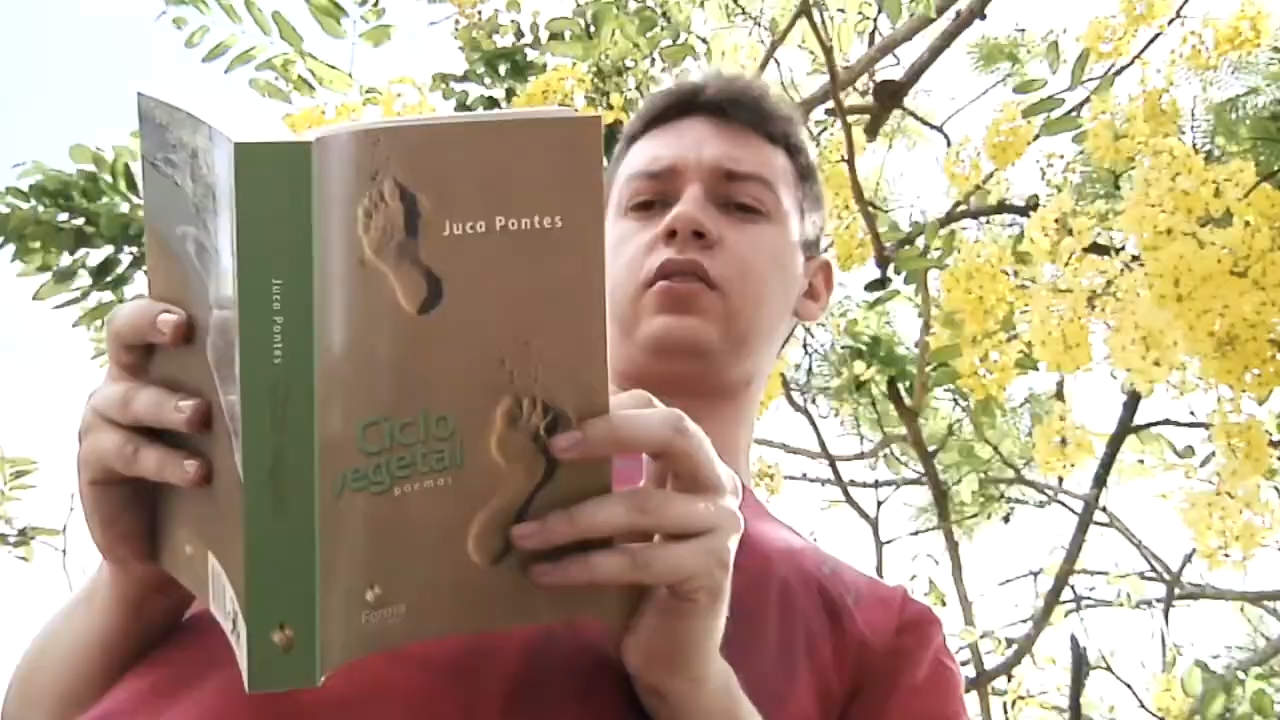 Juca Pontes
Juca Pontes
Ciclo
vegetal
poemas
Forma